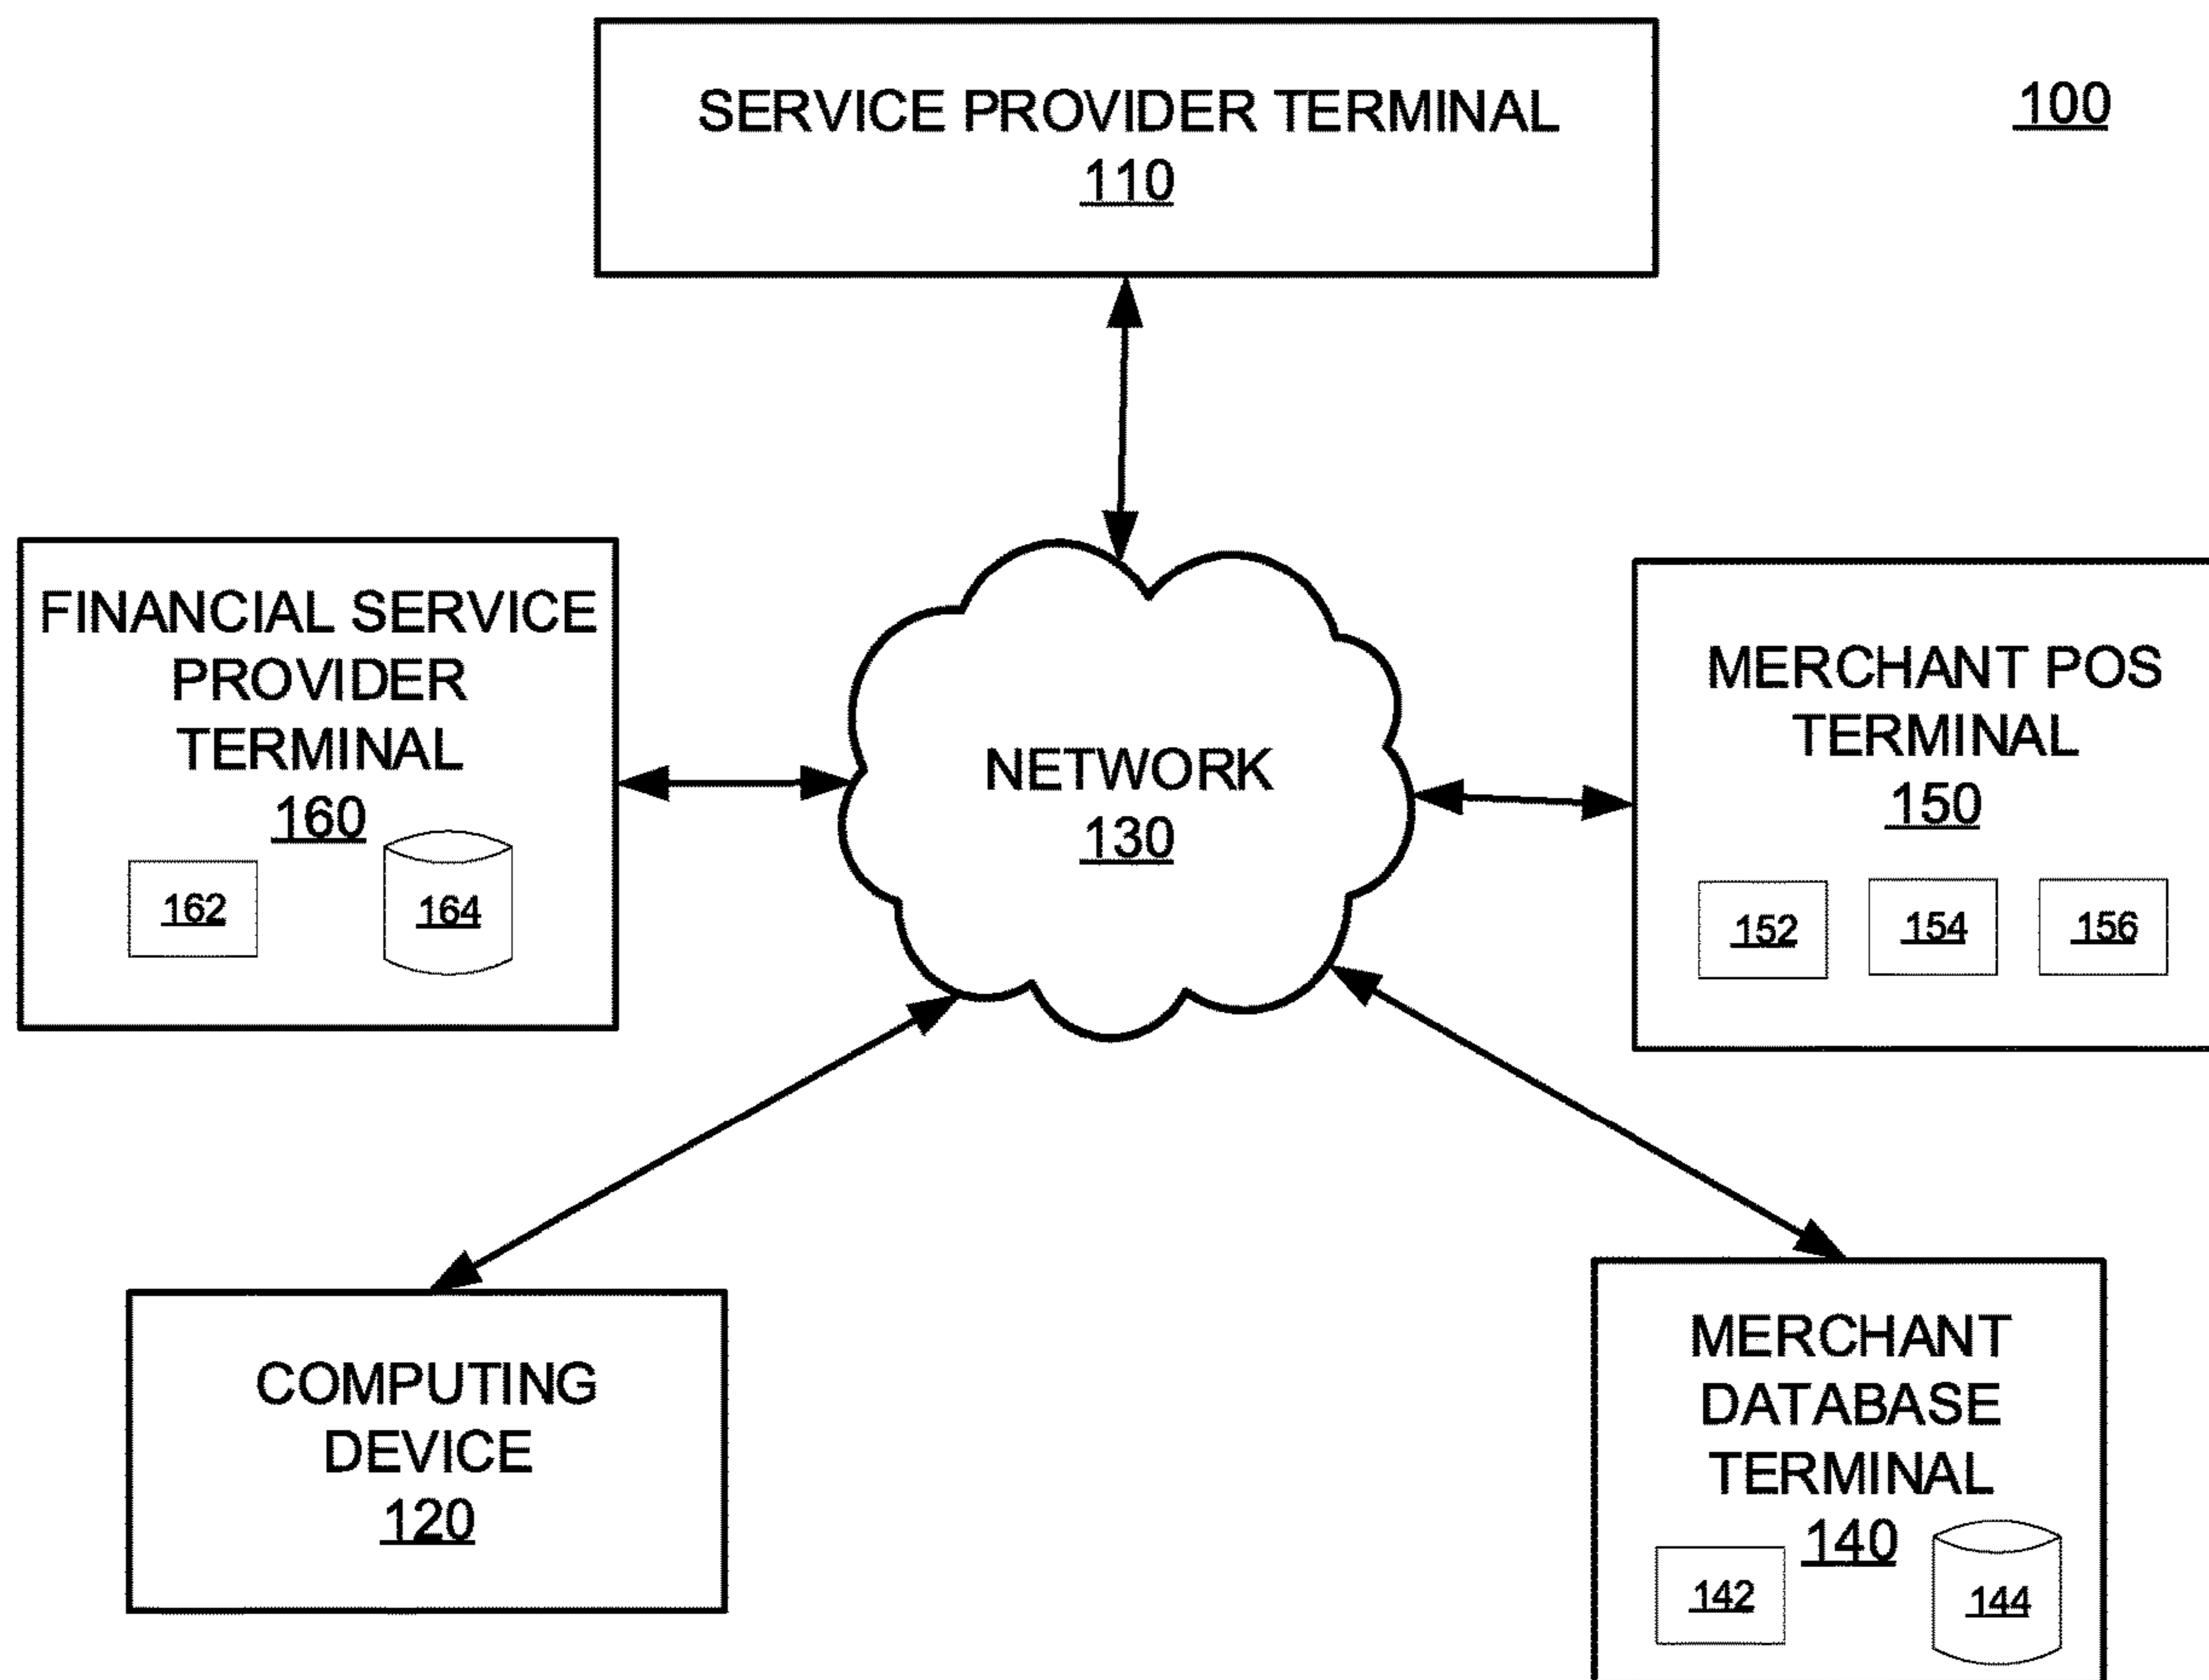 SERVICE PROVIDER TERMINAL
110
100
FINANCIAL SERVICE
PROVIDER
TERMINAL
160
162
164
NETWORK
130
MERCHANT POS
TERMINAL
150
152
154
156
COMPUTING
DEVICE
120
MERCHANT
DATABASE
TERMINAL
140
142
144